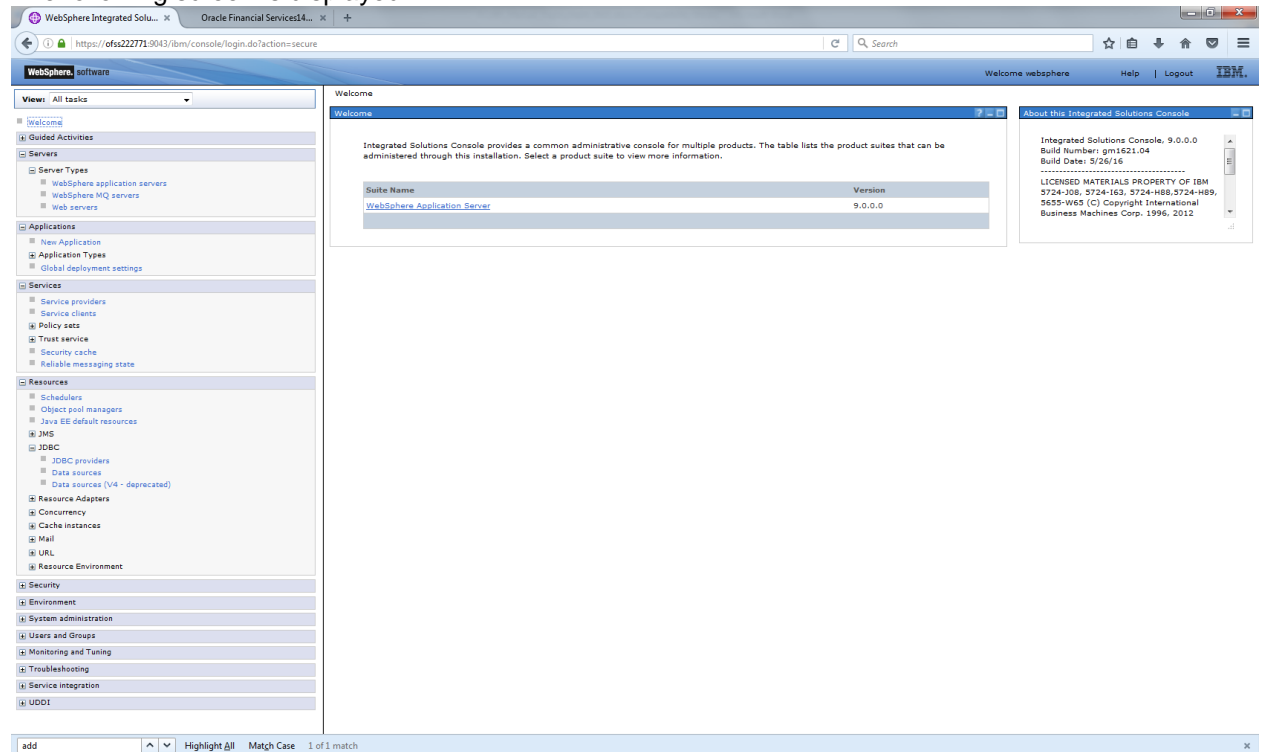 WebSphere Integrated Solu... ×
Oracle Financial Services14... ×
+
https://ofss222771:9043/ibm/console/login.do?action=secure
Search
WebSphere. software
Welcome websphere
Help | Logout
IBM.
View: All tasks
Welcome
Guided Activities
Servers
Server Types
WebSphere application servers
WebSphere MQ servers
Web servers
Applications
New Application
Application Types
Global deployment settings
Services
Service providers
Service clients
Policy sets
Trust service
Security cache
Reliable messaging state
Resources
Schedulers
Object pool managers
Java EE default resources
JMS
JDBC
JDBC providers
Data sources
Data sources (V4 - deprecated)
Resource Adapters
Concurrency
Cache instances
Mail
URL
Resource Environment
Security
Environment
System administration
Users and Groups
Monitoring and Tuning
Troubleshooting
Service integration
UDDI
Welcome
Welcome
Integrated Solutions Console provides a common administrative console for multiple products. The table lists the product suites that can be
administered through this installation. Select a product suite to view more information.
Suite Name Version
WebSphere Application Server 9.0.0.0
About this Integrated Solutions Console
Integrated Solutions Console, 9.0.0.0
Build Number: gm1621.04
Build Date: 5/26/16
----------------------------------------
LICENSED MATERIALS PROPERTY OF IBM
5724-J08, 5724-I63, 5724-H88,5724-H89,
5655-W65 (C) Copyright International
Business Machines Corp. 1996, 2012
add
Highlight All Match Case 1 of 1 match
×